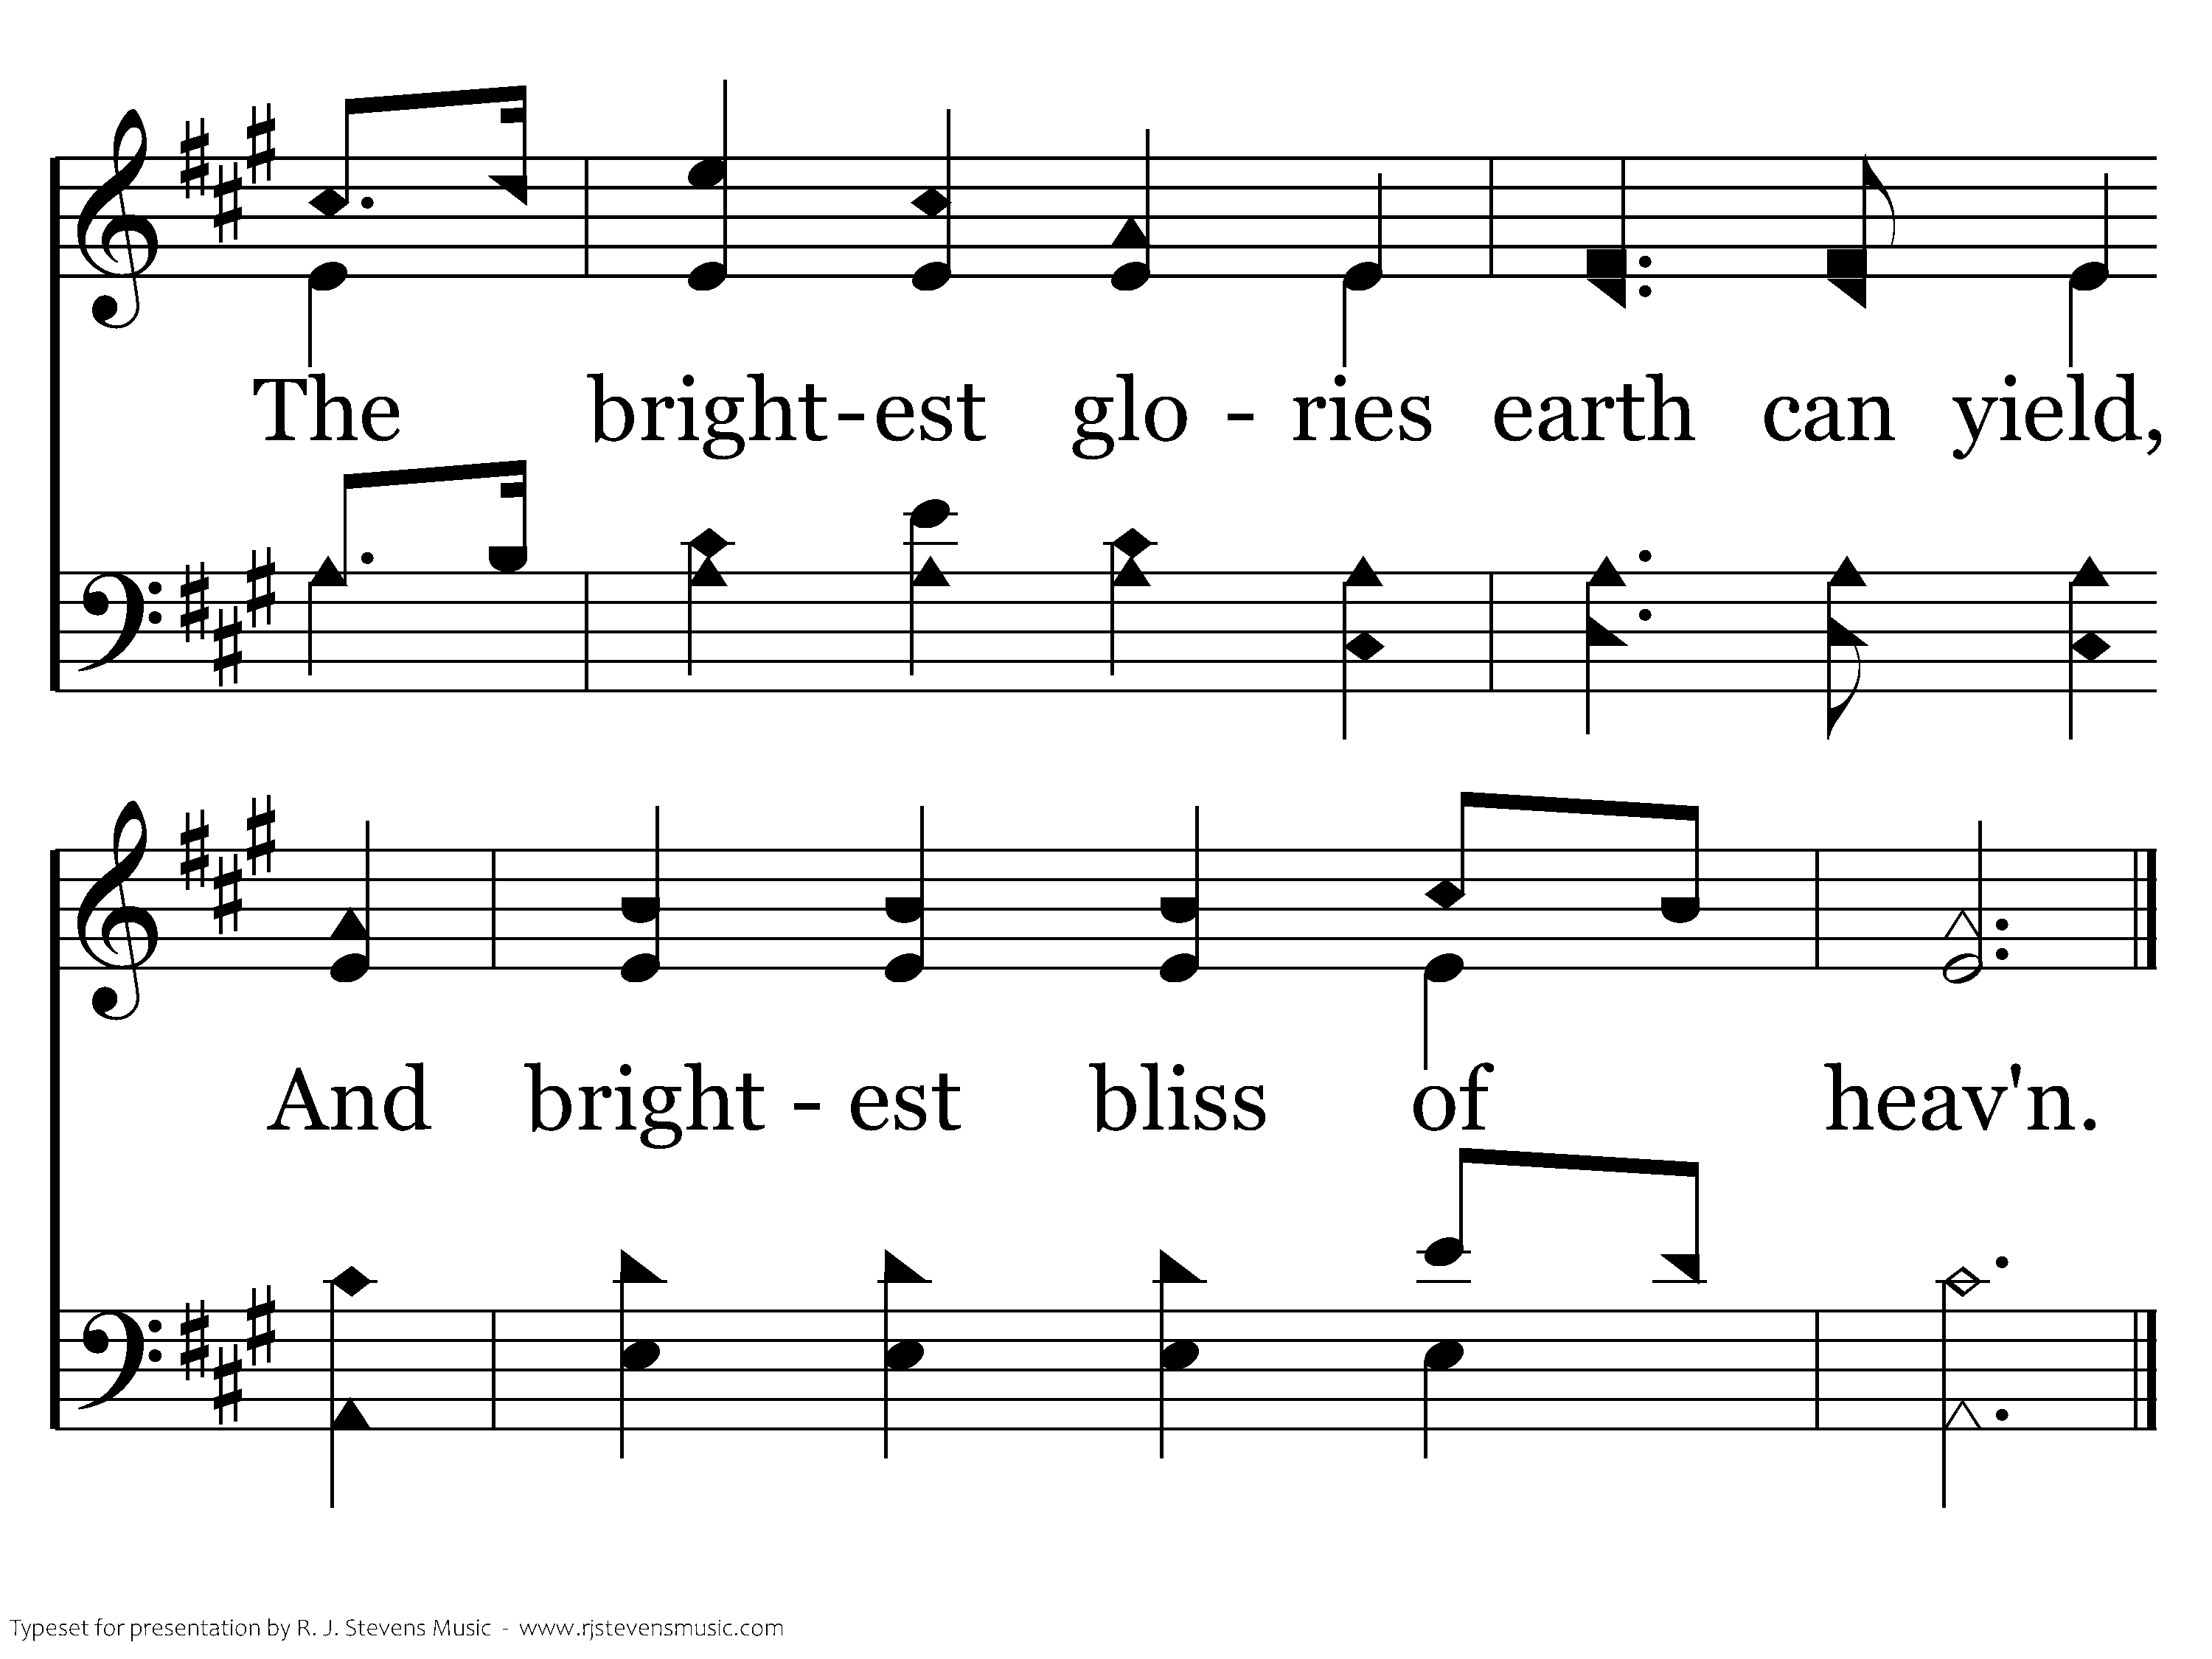 The bright-est glo - ries earth can yield,
And bright - est bliss of heav'n.
Typeset for presentation by R. J. Stevens Music - www.rjstevensmusic.com